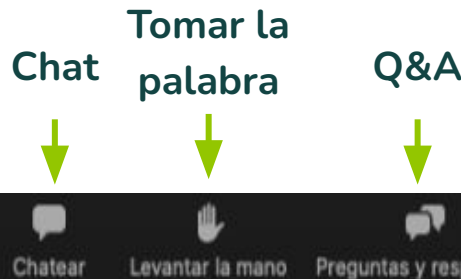 Chat
Tomar la
palabra
Q&A
Chatear
Levantar la mano
Preguntas y res